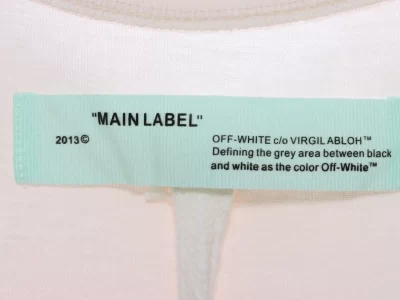 "MAIN LABEL"
2013©
OFF-WHITE c/o VIRGIL ABLOH™
Defining the grey area between black
and white as the color Off-White™